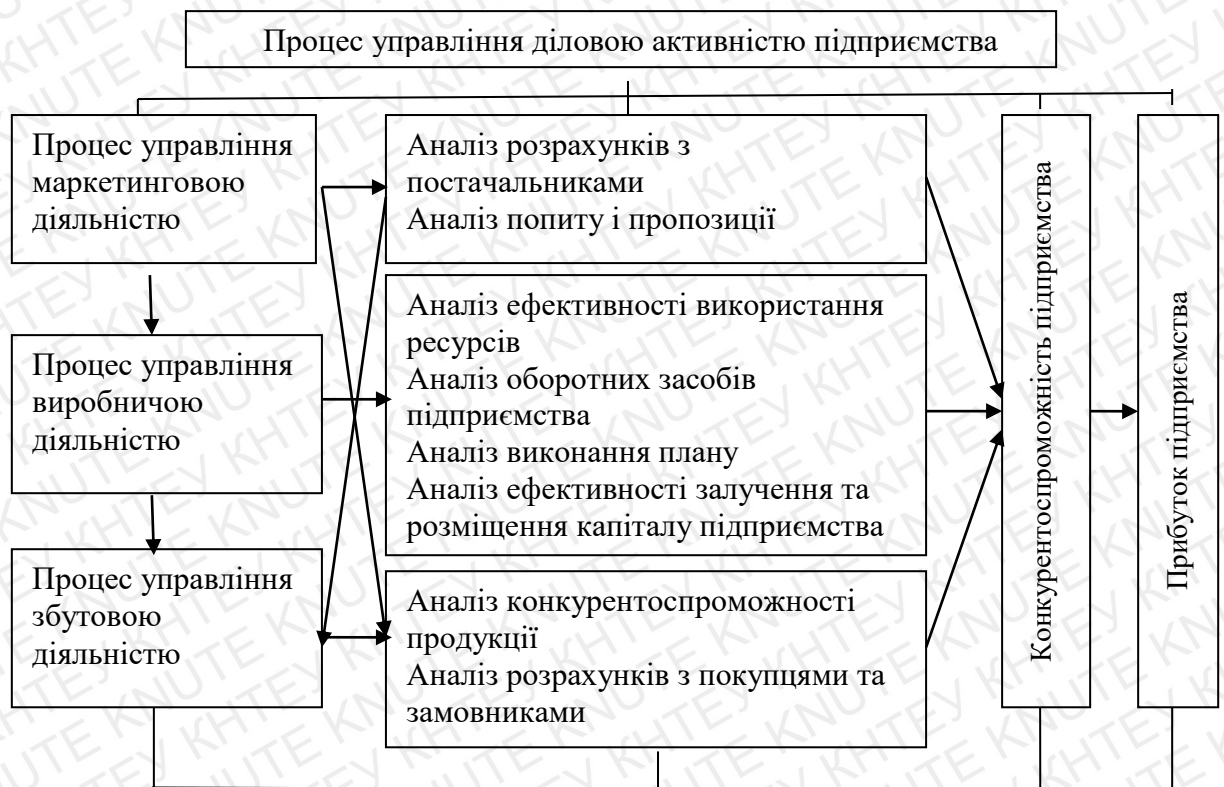 Процес управління діловою активністю підприємства
Процес управління
маркетинговою
діяльністю
Процес управління
виробничою
діяльністю
Процес управління
збутовою
діяльністю
Аналіз розрахунків з
постачальниками
Аналіз попиту і пропозиції
Аналіз ефективності використання
ресурсів
Аналіз оборотних засобів
підприємства
Аналіз виконання плану
Аналіз ефективності залучення та
розміщення капіталу підприємства
Аналіз конкурентоспроможності
продукції
Аналіз розрахунків з покупцями та
замовниками
Конкурентоспроможність підприємства
Прибуток підприємства